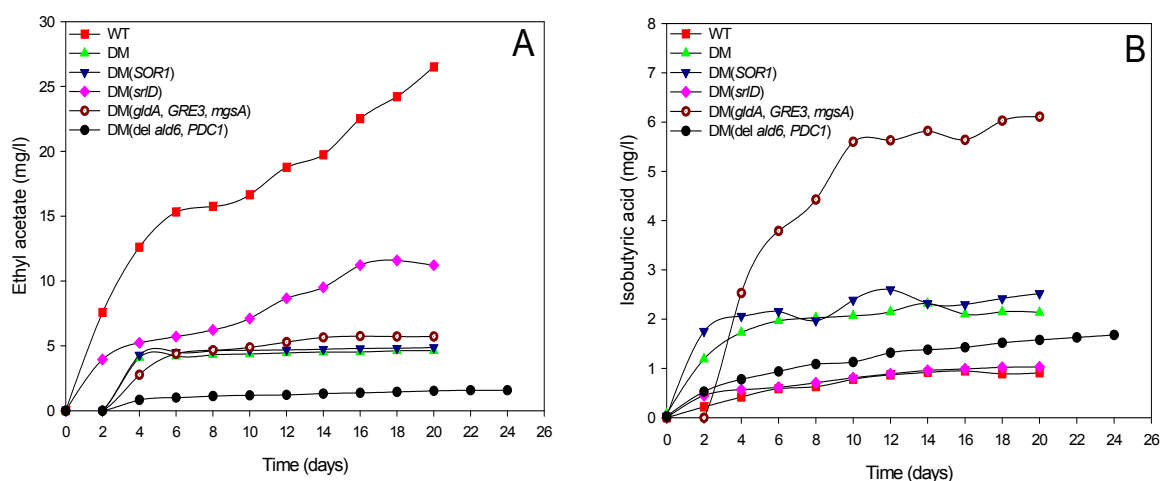 A
WT
DM
DM(SOR1)
DM(srlD)
DM(gldA, GRE3, mgsA)
DM(del ald6, PDC1)
Ethyl acetate (mg/l)
30
25
20
15
10
5
0
0 2 4 6 8 10 12 14 16 18 20 22 24 26
Time (days)
B
WT
DM
DM(SOR1)
DM(srlD)
DM(gldA, GRE3, mgsA)
DM(del ald6, PDC1)
Isobutyric acid (mg/l)
8
7
6
5
4
3
2
1
0
0 2 4 6 8 10 12 14 16 18 20 22 24 26
Time (days)